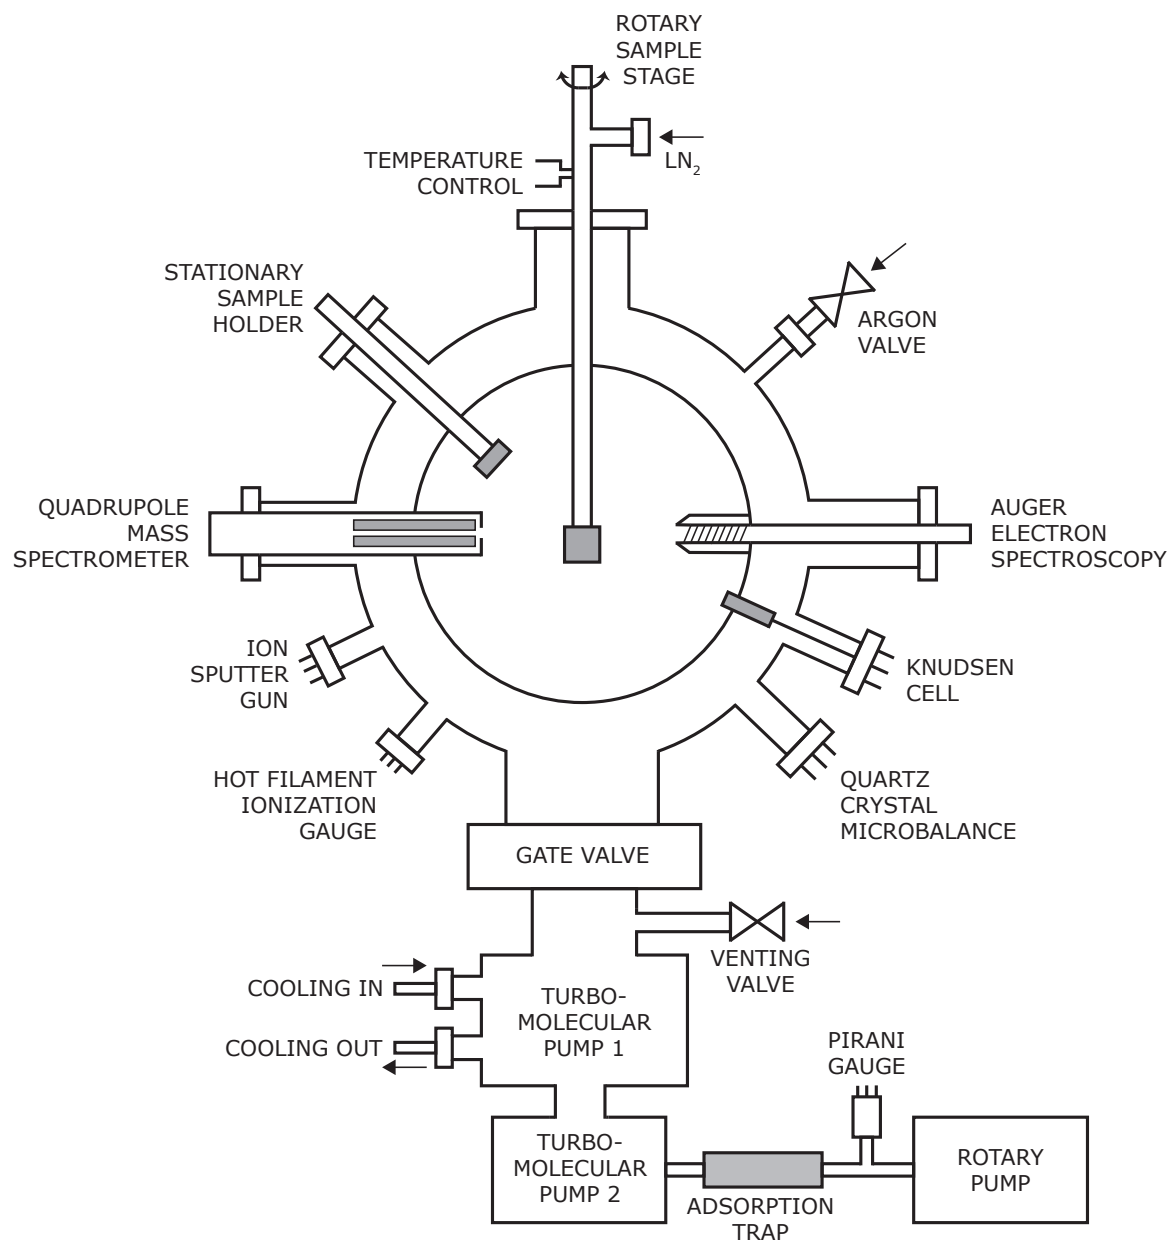 ROTARY
SAMPLE
STAGE
TEMPERATURE
CONTROL
LN₂
STATIONARY
SAMPLE
HOLDER
ARGON
VALVE
QUADRUPOLE
MASS
SPECTROMETER
AUGER
ELECTRON
SPECTROSCOPY
ION
SPUTTER
GUN
KNUDSEN
CELL
HOT FILAMENT
IONIZATION
GAUGE
QUARTZ
CRYSTAL
MICROBALANCE
GATE VALVE
VENTING
VALVE
COOLING IN
COOLING OUT
TURBO-
MOLECULAR
PUMP 1
PIRANI
GAUGE
TURBO-
MOLECULAR
PUMP 2
ADSORPTION
TRAP
ROTARY
PUMP